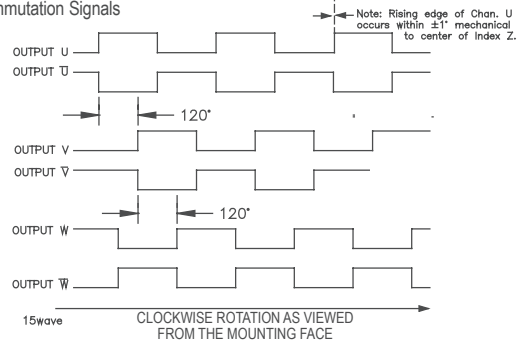 mmutation Signals
Note: Rising edge of Chan. U
occurs within ±1° mechanical
to center of Index Z.
OUTPUT U
OUTPUT U̅
120°
OUTPUT V
OUTPUT V̅
120°
OUTPUT W
OUTPUT W̅
15wave
CLOCKWISE ROTATION AS VIEWED
FROM THE MOUNTING FACE